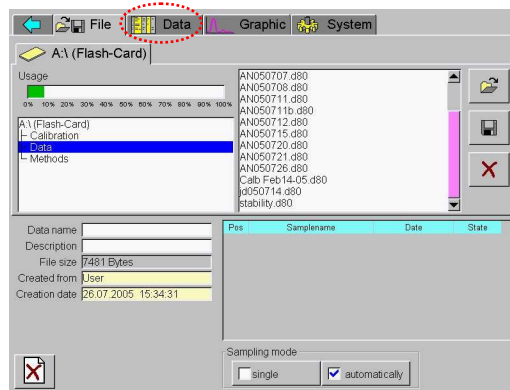 File Data Graphic System
A:\ (Flash-Card)
Usage
0% 10% 20% 30% 40% 50% 60% 70% 80% 90% 100%
A:\ (Flash-Card)
Calibration
Data
Methods
AN050707.d80
AN050708.d80
AN050711.d80
AN050711b.d80
AN050712.d80
AN050715.d80
AN050720.d80
AN050721.d80
AN050726.d80
Calb Feb14-05.d80
jd050714.d80
stability.d80
Data name
Description
File size 7481 Bytes
Created from User
Creation date 26.07.2005 15:34:31
Pos Samplename Date State
Sampling mode
single automatically